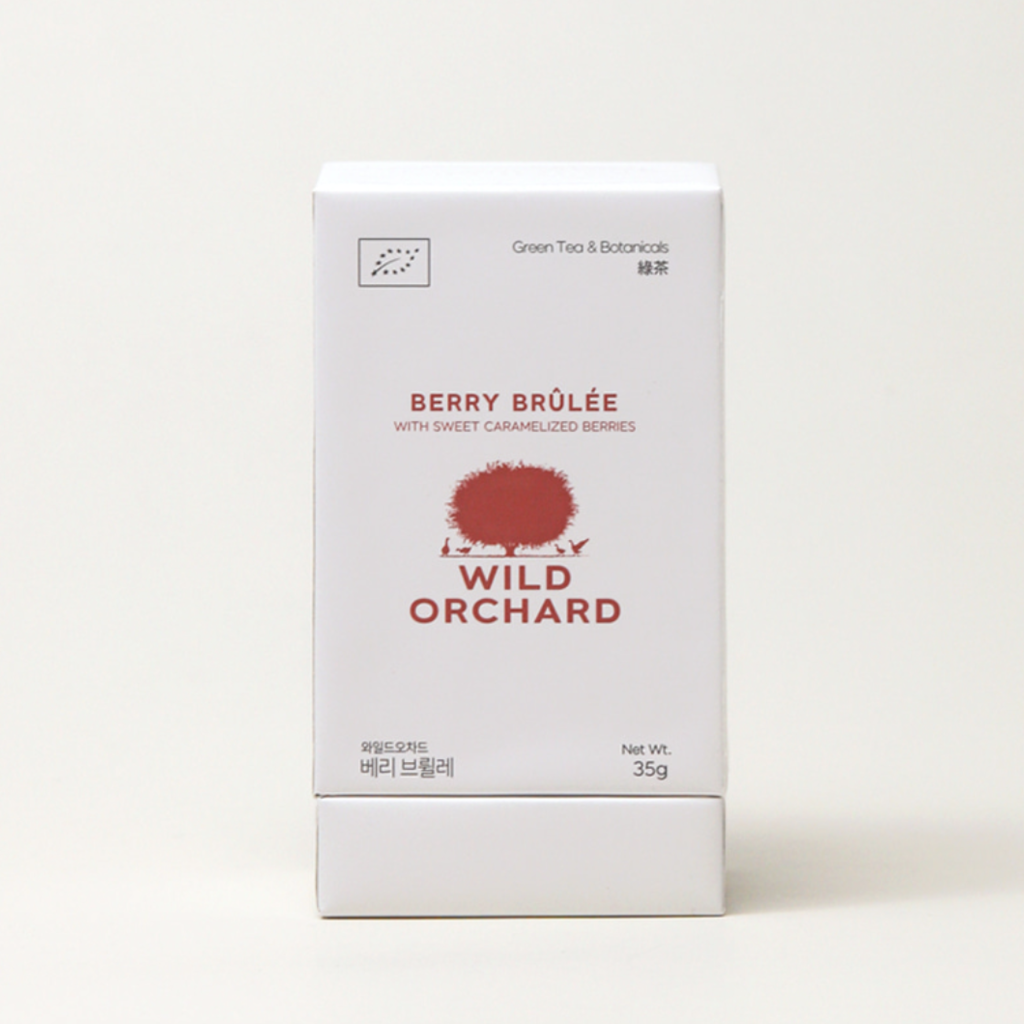 Green Tea & Botanicals
綠茶
BERRY BRÛLÉE
WITH SWEET CARAMELIZED BERRIES
WILD
ORCHARD
와일드오차드
베리 브륄레
Net Wt.
35g